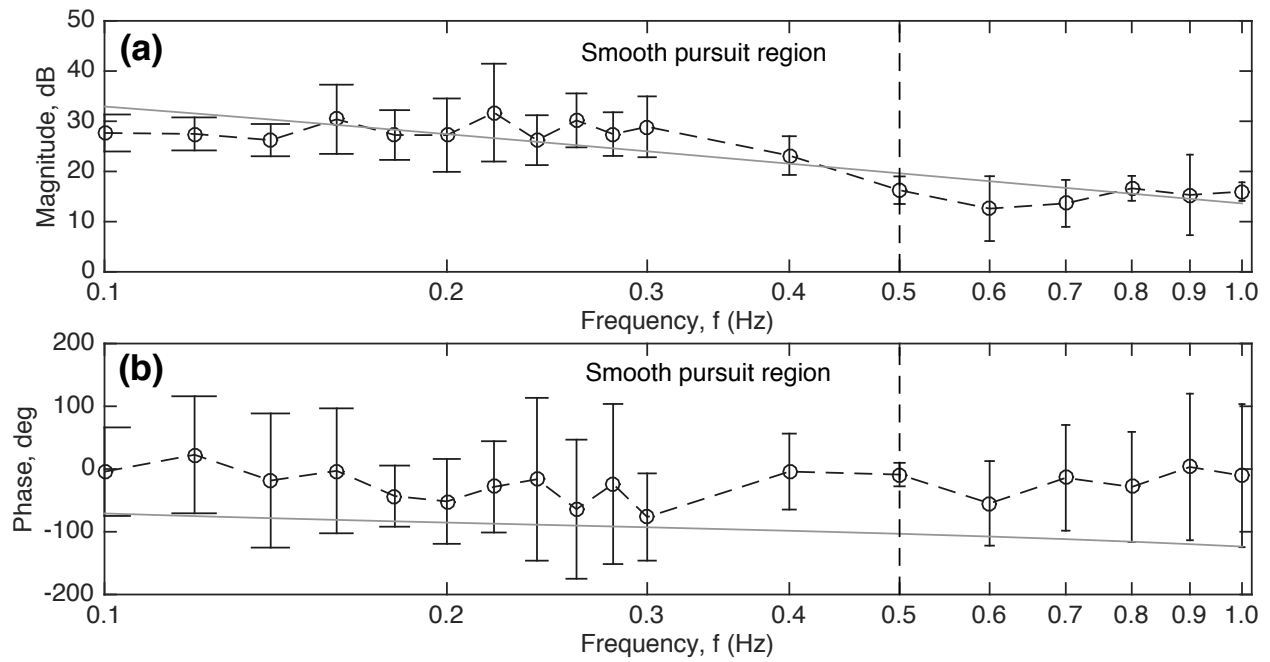 (a)
Smooth pursuit region
Magnitude, dB
50
40
30
20
10
0
0.1 0.2 0.3 0.4 0.5 0.6 0.7 0.8 0.9 1.0
Frequency, f (Hz)
(b)
Smooth pursuit region
Phase, deg
200
100
0
-100
-200
0.1 0.2 0.3 0.4 0.5 0.6 0.7 0.8 0.9 1.0
Frequency, f (Hz)